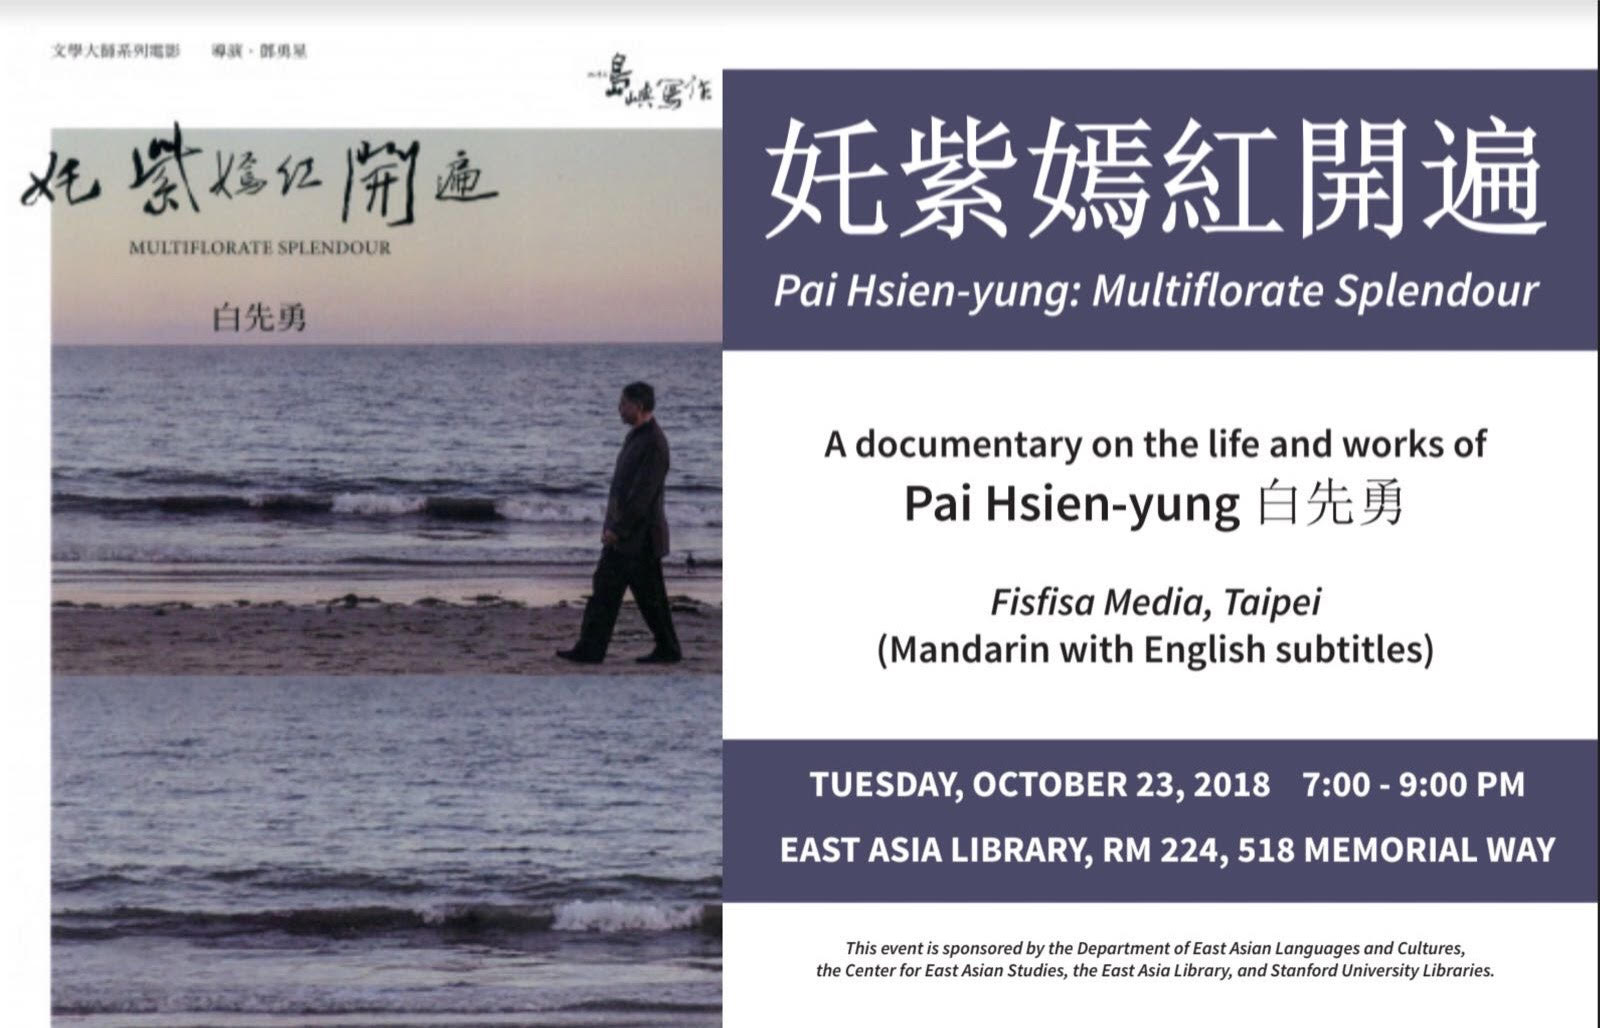 文學大師系列電影 導演・鄧勇星
島嶼寫作
奼紫嫣紅開遍
MULTIFLORATE SPLENDOUR
白先勇
奼紫嫣紅開遍
Pai Hsien-yung: Multiflorate Splendour
A documentary on the life and works of
Pai Hsien-yung 白先勇
Fisfisa Media, Taipei
(Mandarin with English subtitles)
TUESDAY, OCTOBER 23, 2018 7:00 - 9:00 PM
EAST ASIA LIBRARY, RM 224, 518 MEMORIAL WAY
This event is sponsored by the Department of East Asian Languages and Cultures,
the Center for East Asian Studies, the East Asia Library, and Stanford University Libraries.